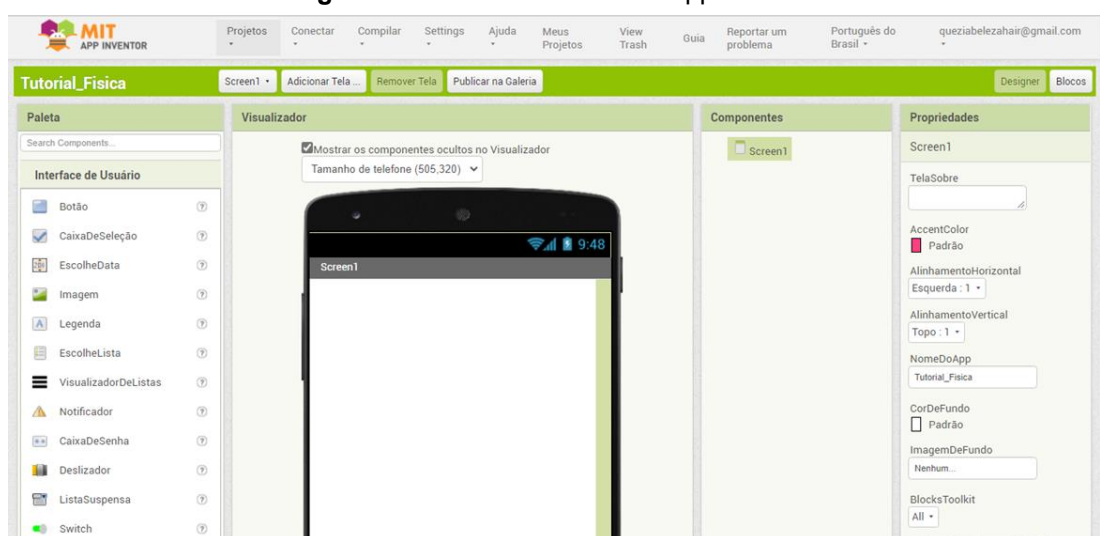 MIT
APP INVENTOR
Projetos
Conectar
Compilar
Settings
Ajuda
Meus
Projetos
View
Trash
Guia
Reportar um
problema
Português do
Brasil
queziabelezahair@gmail.com
Tutorial_Fisica
Screen1
Adicionar Tela ...
Remover Tela
Publicar na Galeria
Designer
Blocos
Paleta
Search Components...
Interface de Usuário
Botão
CaixaDeSeleção
EscolheData
Imagem
Legenda
EscolheLista
VisualizadorDeListas
Notificador
CaixaDeSenha
Deslizador
ListaSuspensa
Switch
Visualizador
Mostrar os componentes ocultos no Visualizador
Tamanho de telefone (505,320)
9:48
Screen1
Componentes
Screen1
Propriedades
Screen1
TelaSobre
AccentColor
Padrão
AlinhamentoHorizontal
Esquerda : 1
AlinhamentoVertical
Topo : 1
NomeDoApp
Tutorial_Fisica
CorDeFundo
Padrão
ImagemDeFundo
Nenhum...
BlocksToolkit
All